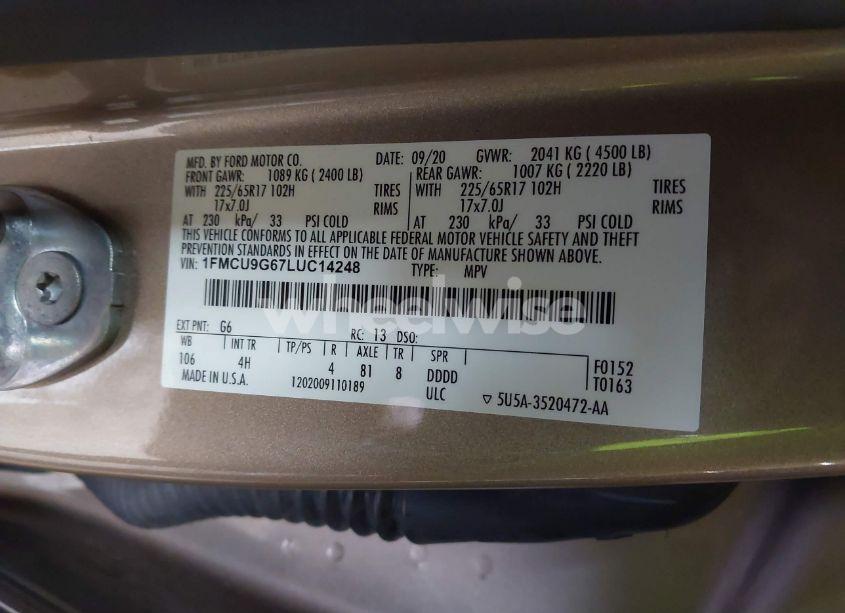 MFD. BY FORD MOTOR CO. DATE: 09/20 GVWR: 2041 KG ( 4500 LB)
FRONT GAWR: 1089 KG ( 2400 LB) REAR GAWR: 1007 KG ( 2220 LB)
WITH 225/65R17 102H TIRES WITH 225/65R17 102H TIRES
17x7.0J RIMS 17x7.0J RIMS
AT 230 kPa/ 33 PSI COLD AT 230 kPa/ 33 PSI COLD
THIS VEHICLE CONFORMS TO ALL APPLICABLE FEDERAL MOTOR VEHICLE SAFETY AND THEFT
PREVENTION STANDARDS IN EFFECT ON THE DATE OF MANUFACTURE SHOWN ABOVE.
VIN: 1FMCU9G67LUC14248 TYPE: MPV
wheelwise
EXT PNT: G6 RC: 13 DSO:
WB INT TR TP/PS R AXLE TR SPR F0152
106 4H 4 81 8 DDDD T0163
MADE IN U.S.A. 1202009110189 ULC ▽ 5U5A-3520472-AA